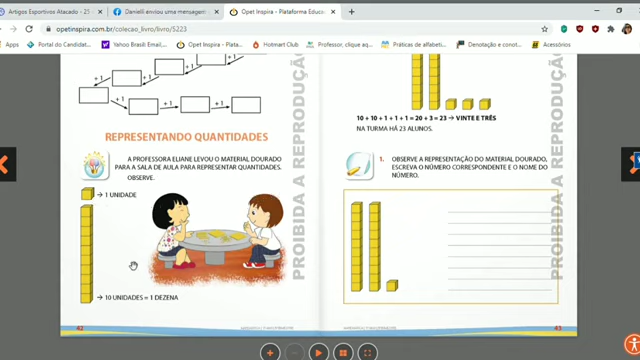 Artigos Esportivos Atacado - 25
Danielli enviou uma mensagem
Opet Inspira - Plataforma Educa
opetinspira.com.br/colecao_livro/livro/5223
Portal do Candidat...
Yahoo Brasil Email,...
Opet Inspira - Plata...
Hotmart Club
Professor, clique aq...
Práticas de alfabeti...
Denotação e conotat...
Acessórios
+ 1
+ 1
+ 1
+ 1
+ 1
+ 1
REPRESENTANDO QUANTIDADES
A PROFESSORA ELIANE LEVOU O MATERIAL DOURADO
PARA A SALA DE AULA PARA REPRESENTAR QUANTIDADES.
OBSERVE.
→ 1 UNIDADE
→ 10 UNIDADES = 1 DEZENA
42
PROIBIDA A REPRODUÇÃO
10 + 10 + 1 + 1 + 1 = 20 + 3 = 23 → VINTE E TRÊS
NA TURMA HÁ 23 ALUNOS.
1. OBSERVE A REPRESENTAÇÃO DO MATERIAL DOURADO,
ESCREVA O NÚMERO CORRESPONDENTE E O NOME DO
NÚMERO.
43
PROIBIDA A REPRODUÇÃO